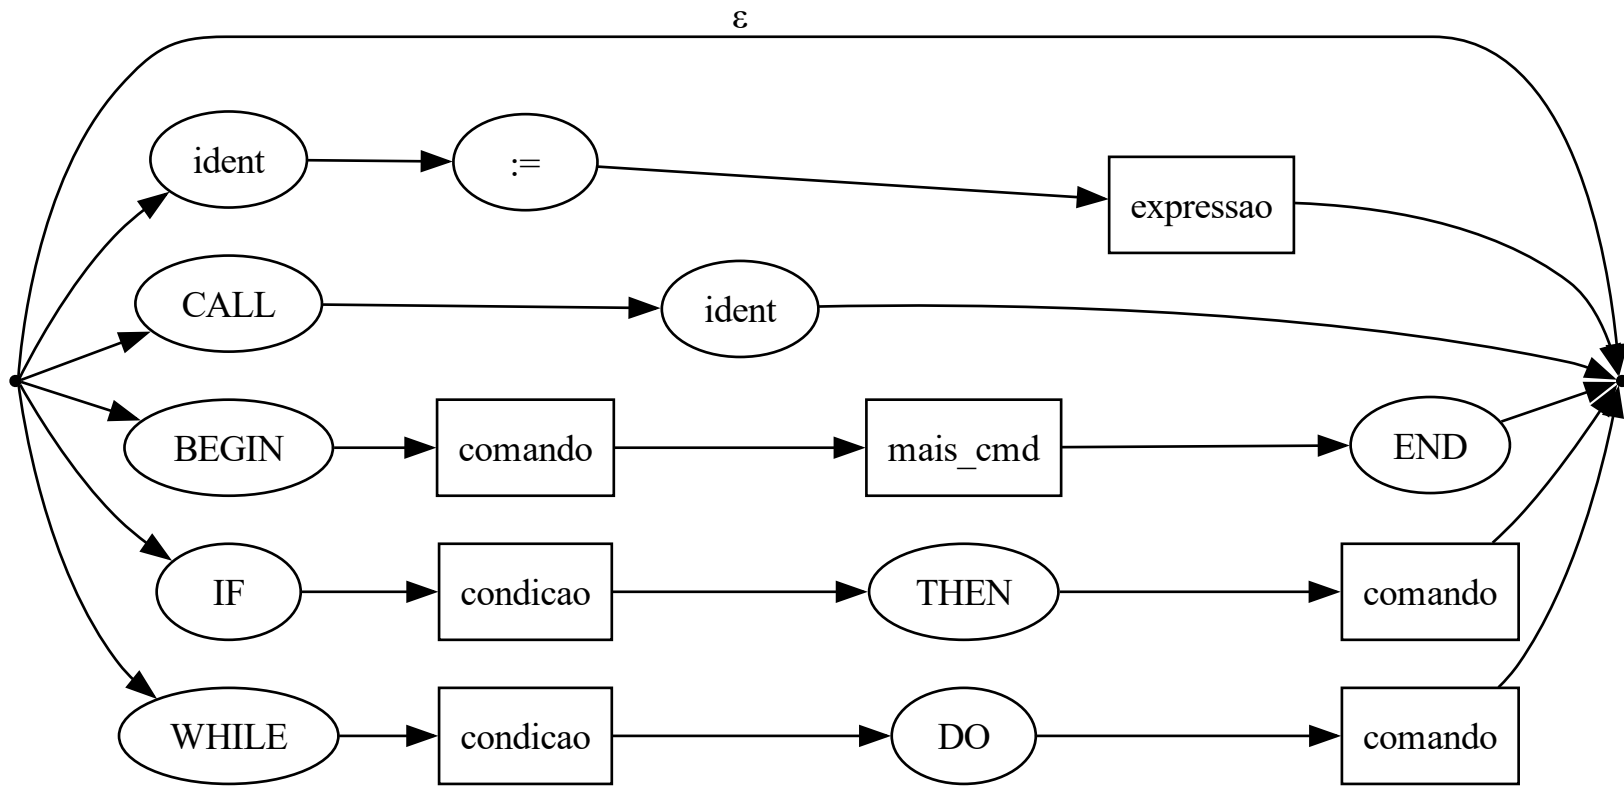 ε
ident := expressao
CALL ident
BEGIN comando mais_cmd END
IF condicao THEN comando
WHILE condicao DO comando